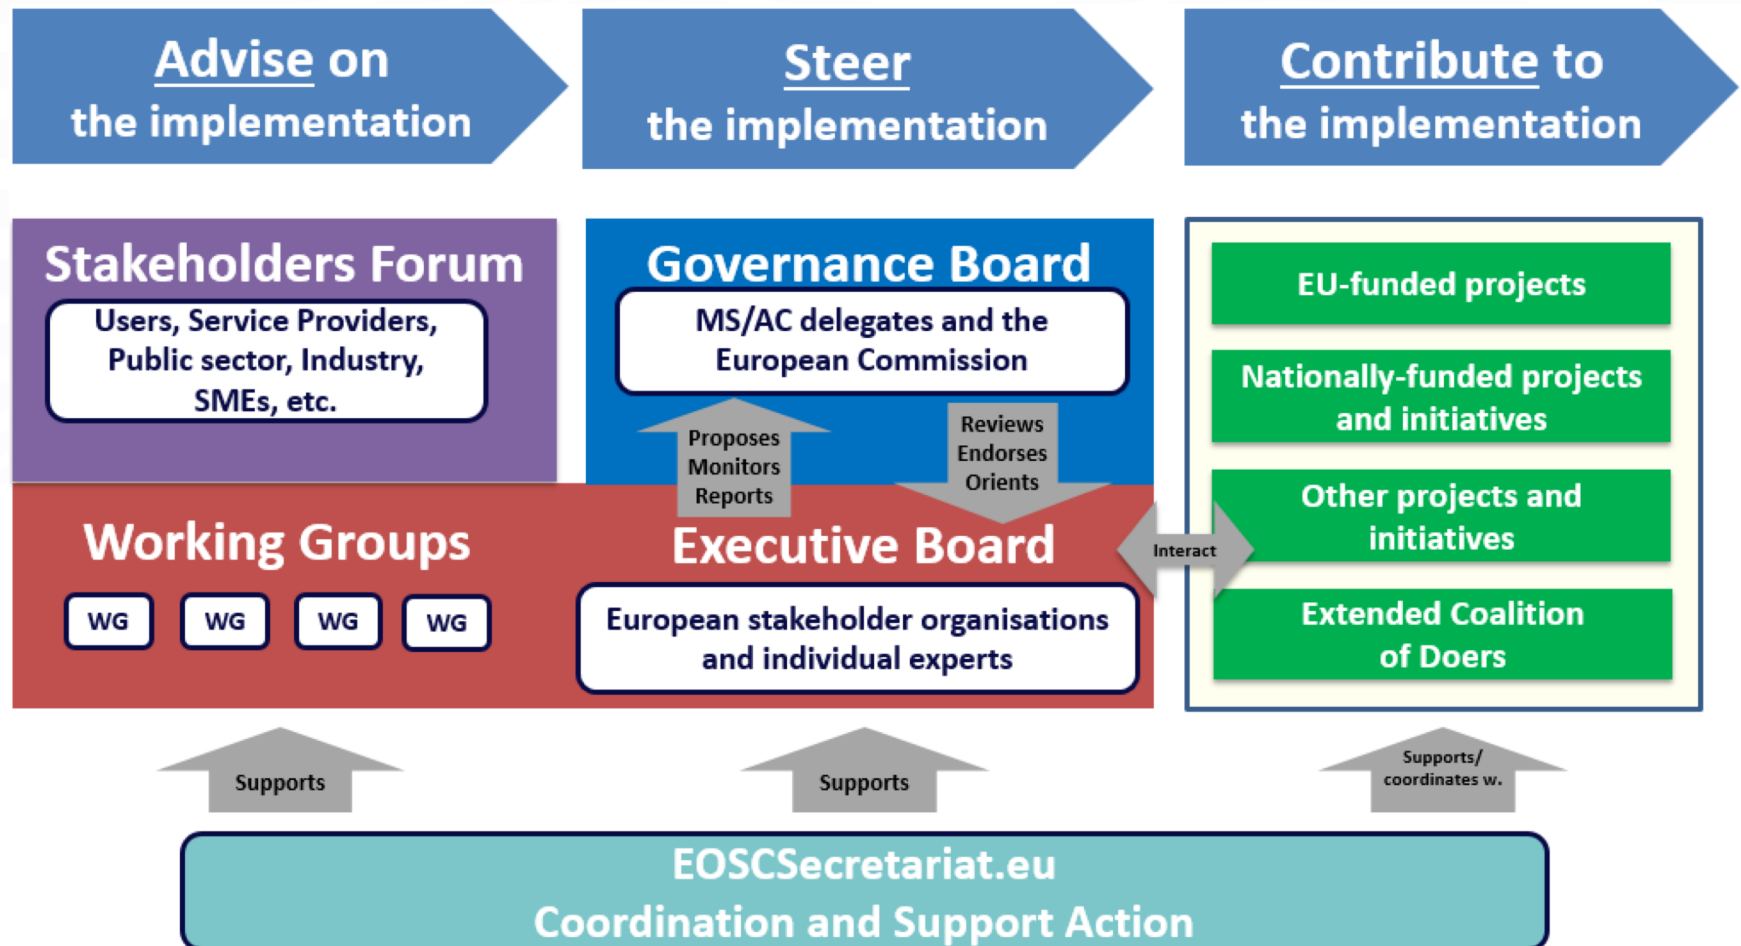 Advise on
the implementation
Steer
the implementation
Contribute to
the implementation
Stakeholders Forum
Users, Service Providers,
Public sector, Industry,
SMEs, etc.
Governance Board
MS/AC delegates and the
European Commission
Proposes
Monitors
Reports
Reviews
Endorses
Orients
Working Groups
WG
WG
WG
WG
Executive Board
European stakeholder organisations
and individual experts
Interact
EU-funded projects
Nationally-funded projects
and initiatives
Other projects and
initiatives
Extended Coalition
of Doers
Supports
Supports
Supports/
coordinates w.
EOSCSecretariat.eu
Coordination and Support Action